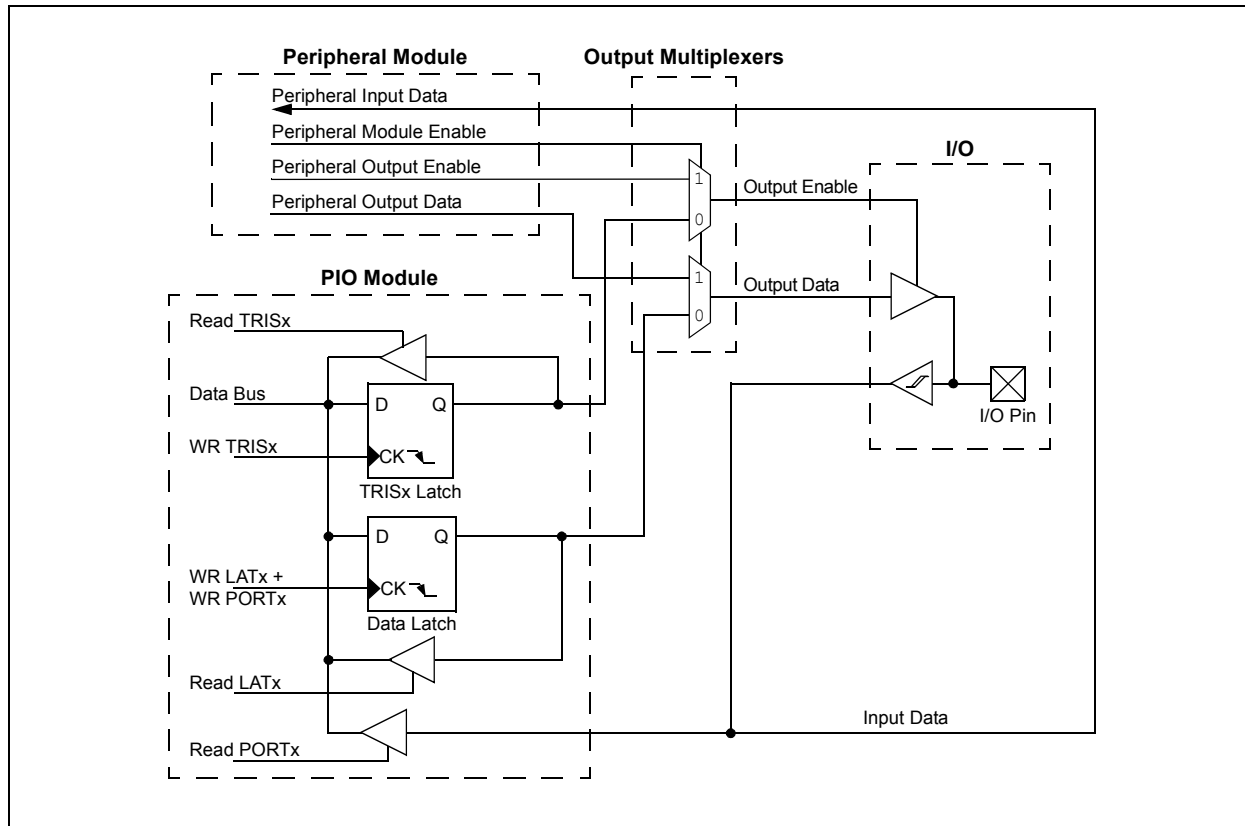 Peripheral Module
Output Multiplexers
Peripheral Input Data
Peripheral Module Enable
Peripheral Output Enable
Peripheral Output Data
1
0
Output Enable
I/O
1
0
Output Data
I/O Pin
PIO Module
Read TRISx
Data Bus
D Q
WR TRISx
CK
TRISx Latch
D Q
WR LATx +
WR PORTx
CK
Data Latch
Read LATx
Input Data
Read PORTx